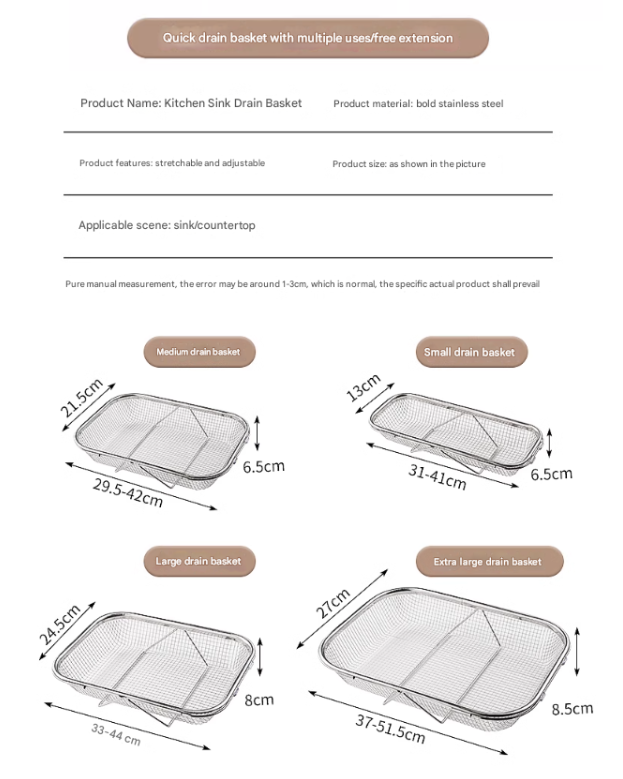 Quick drain basket with multiple uses/free extension
Product Name: Kitchen Sink Drain Basket
Product material: bold stainless steel
Product features: stretchable and adjustable
Product size: as shown in the picture
Applicable scene: sink/countertop
Pure manual measurement, the error may be around 1-3cm, which is normal, the specific actual product shall prevail
Medium drain basket
21.5cm
6.5cm
29.5-42cm
Small drain basket
13cm
6.5cm
31-41cm
Large drain basket
24.5cm
8cm
33-44 cm
Extra large drain basket
27cm
8.5cm
37-51.5cm